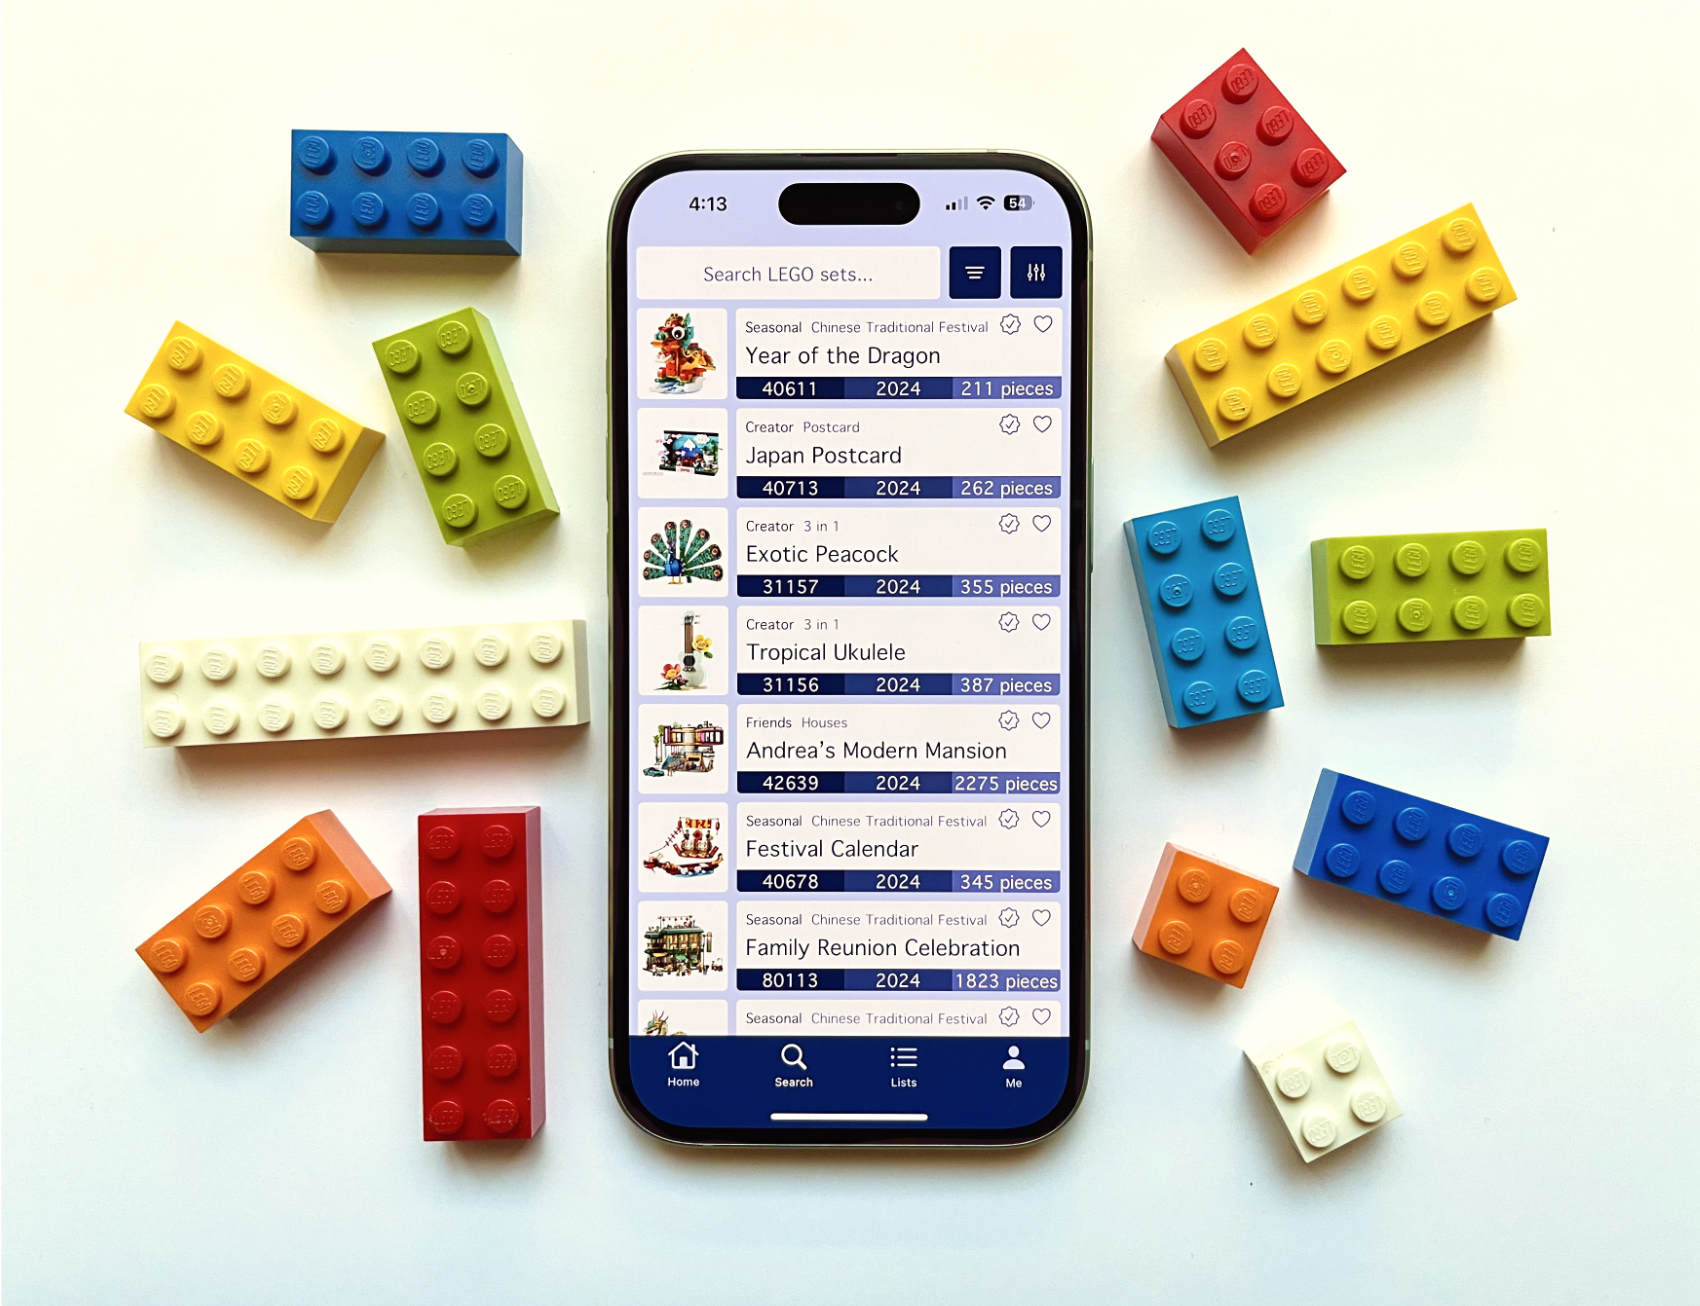 4:13
54
Search LEGO sets...
Seasonal Chinese Traditional Festival
Year of the Dragon
40611 2024 211 pieces
Creator Postcard
Japan Postcard
40713 2024 262 pieces
Creator 3 in 1
Exotic Peacock
31157 2024 355 pieces
Creator 3 in 1
Tropical Ukulele
31156 2024 387 pieces
Friends Houses
Andrea’s Modern Mansion
42639 2024 2275 pieces
Seasonal Chinese Traditional Festival
Festival Calendar
40678 2024 345 pieces
Seasonal Chinese Traditional Festival
Family Reunion Celebration
80113 2024 1823 pieces
Seasonal Chinese Traditional Festival
Home Search Lists Me